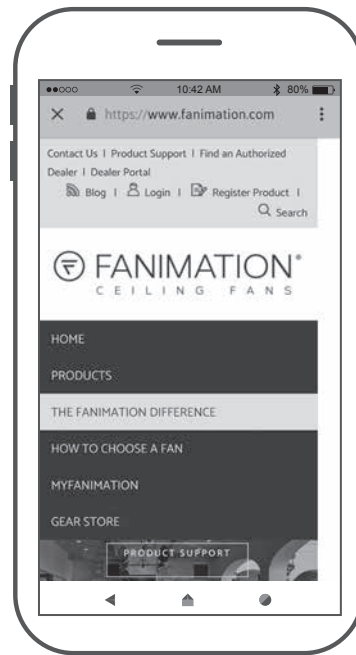 10:42 AM
80%
https://www.fanimation.com
Contact Us | Product Support | Find an Authorized
Dealer | Dealer Portal
Blog | Login | Register Product |
Search
FANIMATION®
CEILING FANS
HOME
PRODUCTS
THE FANIMATION DIFFERENCE
HOW TO CHOOSE A FAN
MYFANIMATION
GEAR STORE
PRODUCT SUPPORT